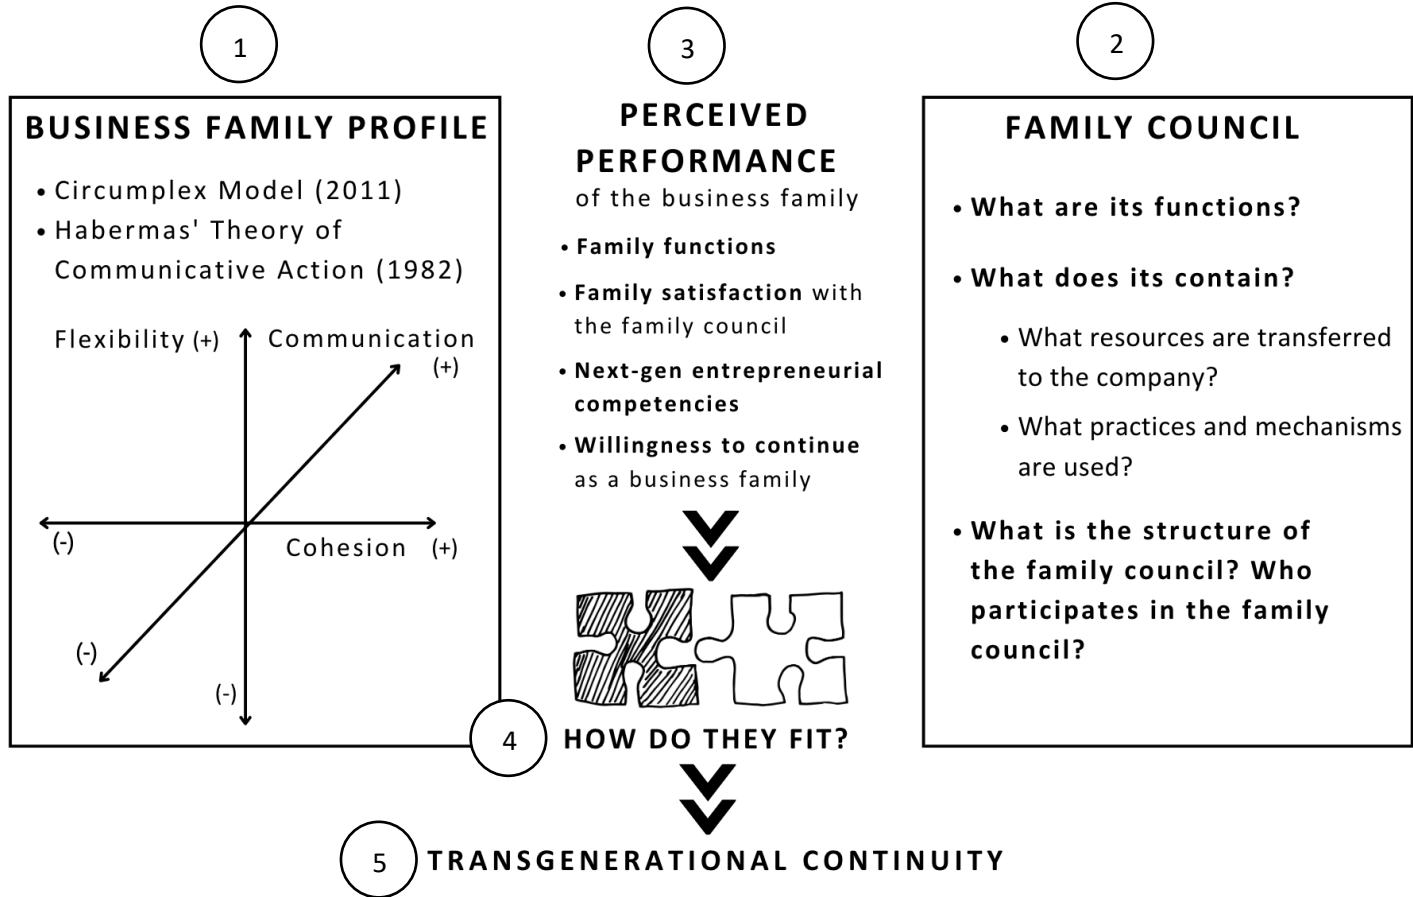 1
BUSINESS FAMILY PROFILE
• Circumplex Model (2011)
• Habermas' Theory of
Communicative Action (1982)
Flexibility (+)
Communication
(+)
(-)
Cohesion (+)
(-)
(-)
3
PERCEIVED
PERFORMANCE
of the business family
• Family functions
• Family satisfaction with
the family council
• Next-gen entrepreneurial
competencies
• Willingness to continue
as a business family
2
FAMILY COUNCIL
• What are its functions?
• What does its contain?
• What resources are transferred
to the company?
• What practices and mechanisms
are used?
• What is the structure of
the family council? Who
participates in the family
council?
4
HOW DO THEY FIT?
5
TRANSGENERATIONAL CONTINUITY